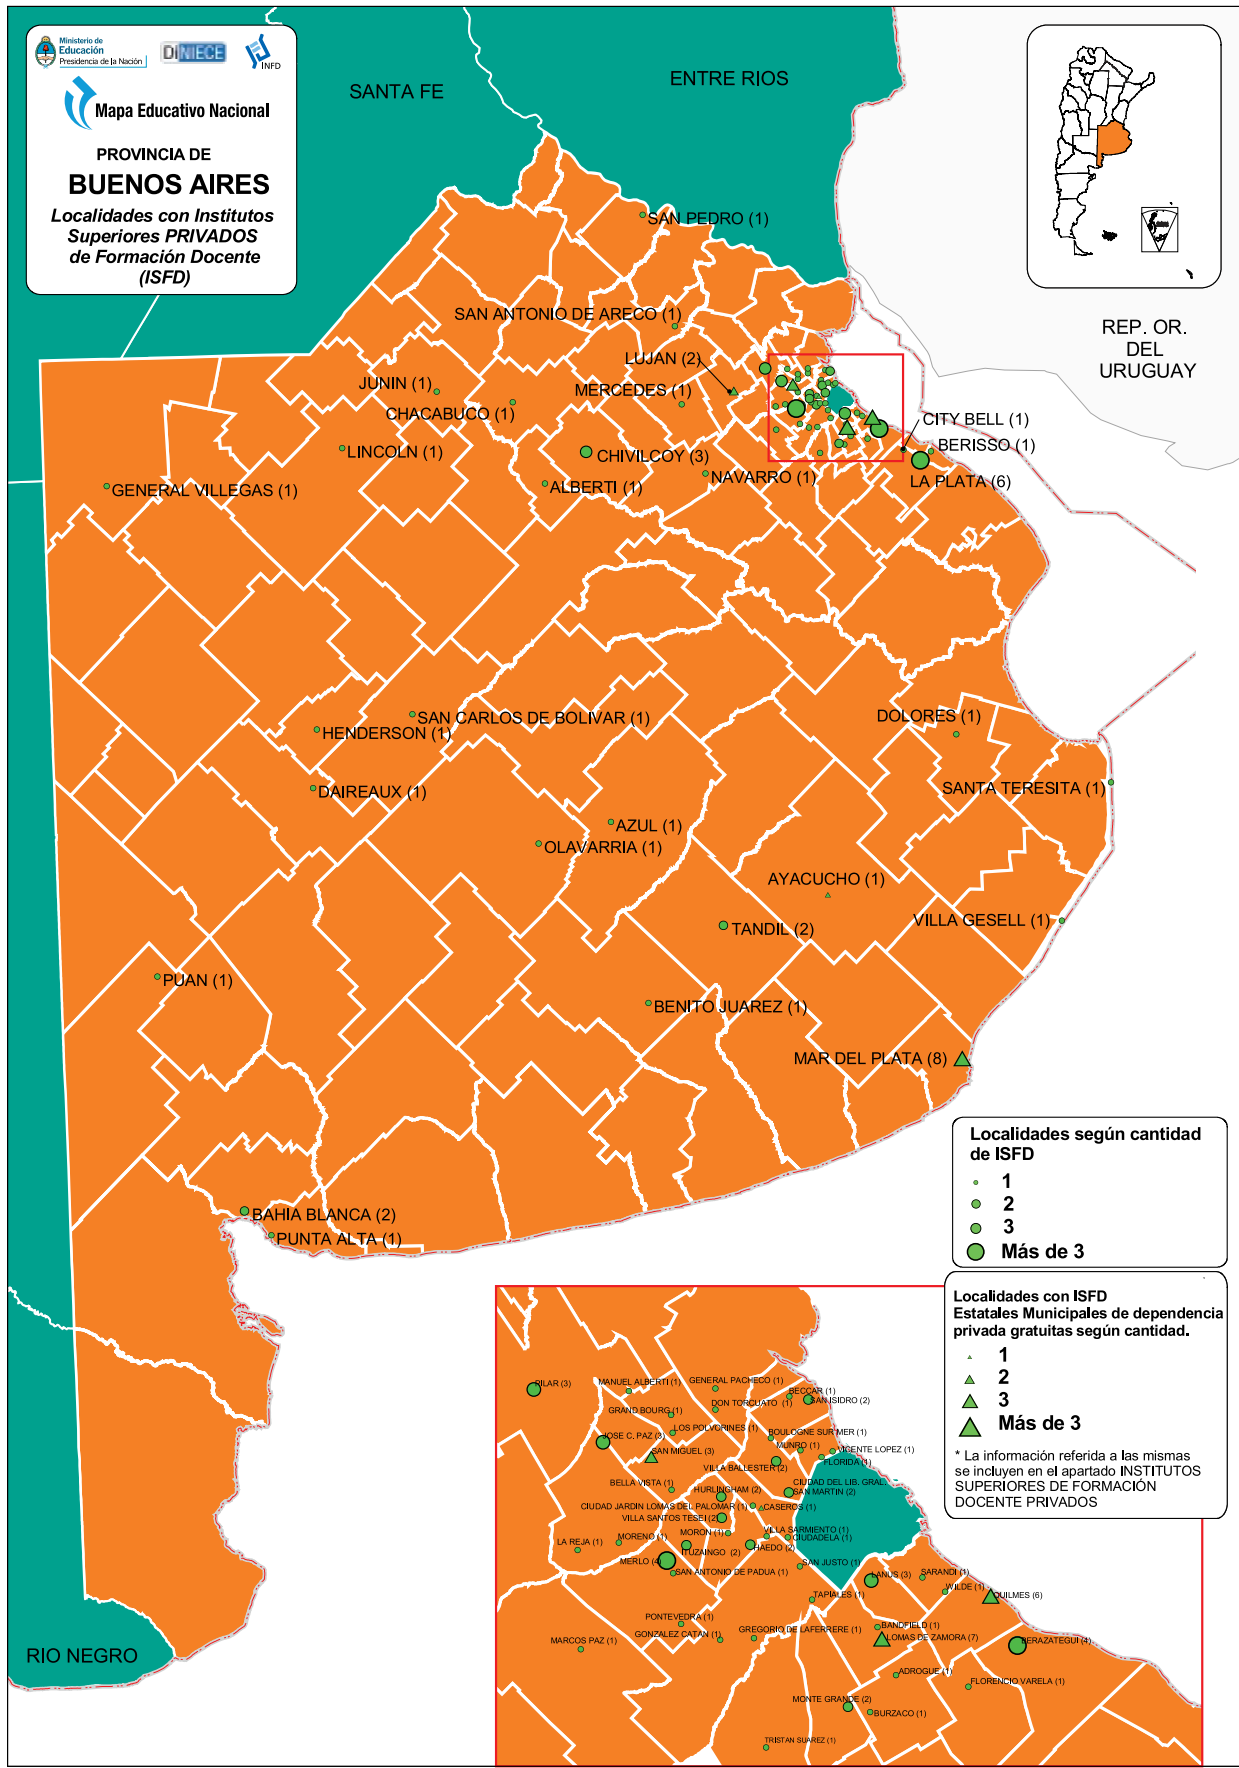 Ministerio de
Educación
Presidencia de la Nación
DiNIECE
INFD
Mapa Educativo Nacional
PROVINCIA DE
BUENOS AIRES
Localidades con Institutos
Superiores PRIVADOS
de Formación Docente
(ISFD)
SANTA FE
ENTRE RIOS
REP. OR.
DEL
URUGUAY
SAN PEDRO (1)
SAN ANTONIO DE ARECO (1)
LUJAN (2)
MERCEDES (1)
JUNIN (1)
CHACABUCO (1)
CITY BELL (1)
BERISSO (1)
LA PLATA (6)
LINCOLN (1)
CHIVILCOY (3)
NAVARRO (1)
ALBERTI (1)
GENERAL VILLEGAS (1)
SAN CARLOS DE BOLIVAR (1)
HENDERSON (1)
DOLORES (1)
DAIREAUX (1)
SANTA TERESITA (1)
AZUL (1)
OLAVARRIA (1)
AYACUCHO (1)
VILLA GESELL (1)
TANDIL (2)
PUAN (1)
BENITO JUAREZ (1)
MAR DEL PLATA (8)
BAHIA BLANCA (2)
PUNTA ALTA (1)
RIO NEGRO
Localidades según cantidad
de ISFD
1
2
3
Más de 3
Localidades con ISFD
Estatales Municipales de dependencia
privada gratuitas según cantidad.
1
2
3
Más de 3
* La información referida a las mismas
se incluyen en el apartado INSTITUTOS
SUPERIORES DE FORMACIÓN
DOCENTE PRIVADOS
PILAR (3)
MANUEL ALBERTI (1)
GENERAL PACHECO (1)
BECCAR (1)
SAN ISIDRO (2)
DON TORCUATO (1)
GRAND BOURG (1)
LOS POLVORINES (1)
BOULOGNE SUR MER (1)
JOSE C. PAZ (3)
SAN MIGUEL (3)
MUNRO (1)
VICENTE LOPEZ (1)
FLORIDA (1)
VILLA BALLESTER (2)
BELLA VISTA (1)
CIUDAD DEL LIB. GRAL.
SAN MARTIN (2)
HURLINGHAM (2)
CIUDAD JARDIN LOMAS DEL PALOMAR (1)
CASEROS (1)
VILLA SANTOS TESEI (2)
MORON (1)
VILLA SARMIENTO (1)
CIUDADELA (1)
LA REJA (1)
MORENO (1)
ITUZAINGO (2)
HAEDO (2)
MERLO (4)
SAN ANTONIO DE PADUA (1)
SAN JUSTO (1)
LANUS (3)
SARANDI (1)
WILDE (1)
QUILMES (6)
TAPIALES (1)
PONTEVEDRA (1)
GONZALEZ CATAN (1)
GREGORIO DE LAFERRERE (1)
BANDFIELD (1)
LOMAS DE ZAMORA (7)
BERAZATEGUI (4)
MARCOS PAZ (1)
ADROGUE (1)
FLORENCIO VARELA (1)
MONTE GRANDE (2)
BURZACO (1)
TRISTAN SUAREZ (1)